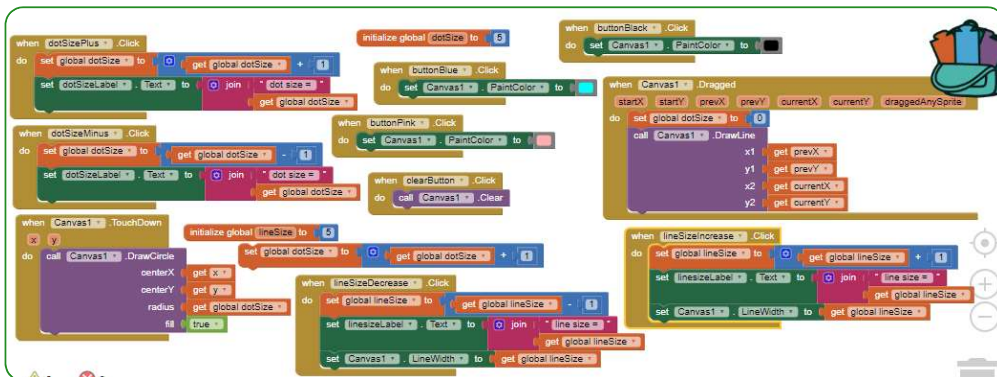 when dotSizePlus .Click
do set global dotSize to get global dotSize + 1
set dotSizeLabel . Text to join " dot size = "
get global dotSize
when dotSizeMinus .Click
do set global dotSize to get global dotSize - 1
set dotSizeLabel . Text to join " dot size = "
get global dotSize
when Canvas1 .TouchDown
x y
do call Canvas1 .DrawCircle
centerX get x
centerY get y
radius get global dotSize
fill true
initialize global dotSize to 5
when buttonBlue .Click
do set Canvas1 . PaintColor to
when buttonPink .Click
do set Canvas1 . PaintColor to
when clearButton .Click
do call Canvas1 .Clear
initialize global lineSize to 5
set global dotSize to get global dotSize + 1
when lineSizeDecrease .Click
do set global lineSize to get global lineSize - 1
set linesizeLabel . Text to join " line size = "
get global lineSize
set Canvas1 . LineWidth to get global lineSize
when buttonBlack .Click
do set Canvas1 . PaintColor to
when Canvas1 .Dragged
startX startY prevX prevY currentX currentY draggedAnySprite
do set global dotSize to 0
call Canvas1 .DrawLine
x1 get prevX
y1 get prevY
x2 get currentX
y2 get currentY
when lineSizeIncrease .Click
do set global lineSize to get global lineSize + 1
set linesizeLabel . Text to join " line size = "
get global lineSize
set Canvas1 . LineWidth to get global lineSize